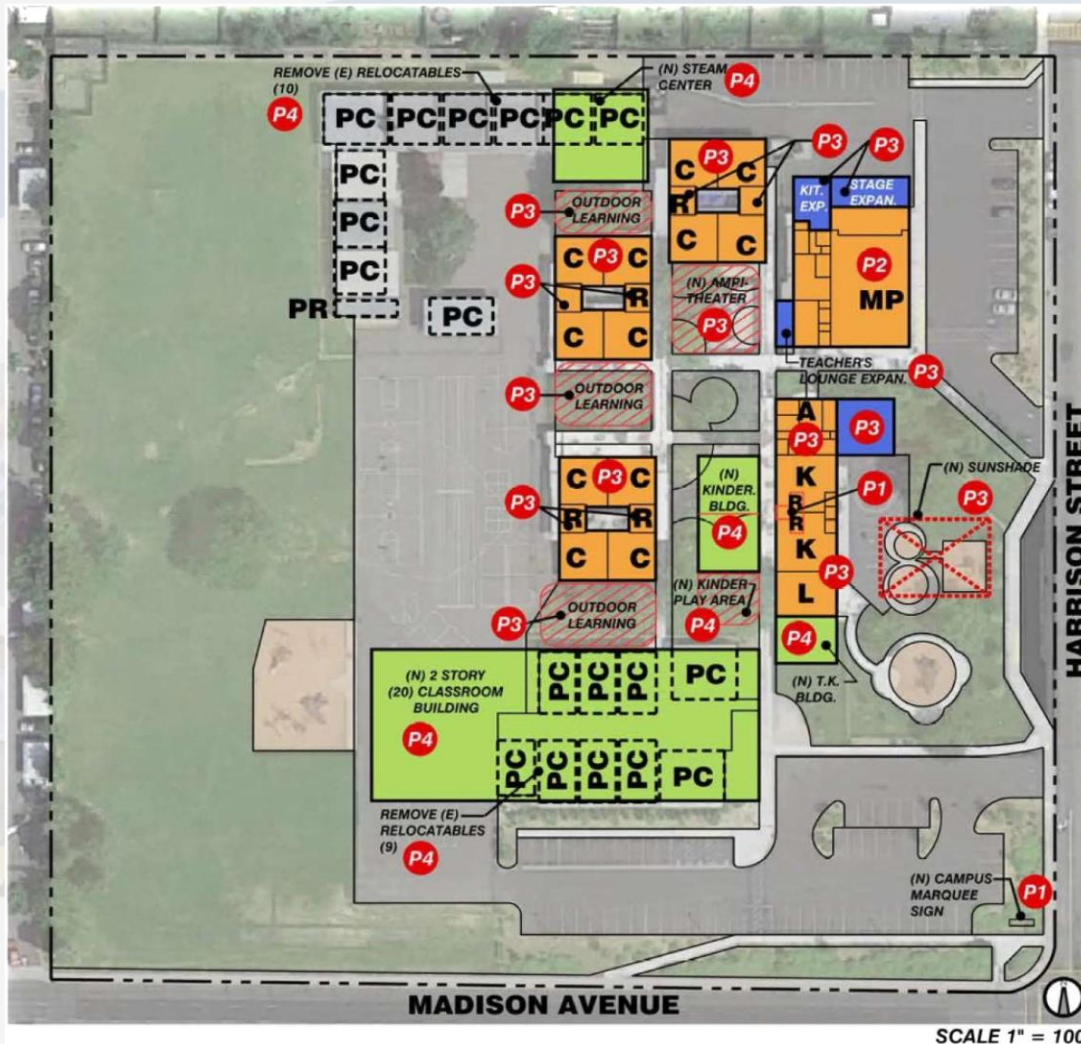 REMOVE (E) RELOCATABLES
(10)
P4
(N) STEAM
CENTER
P4
PC PC PC PC PC PC
PC
PC
PC
PR
PC
P3
OUTDOOR
LEARNING
P3
C C
R
C C
P3
P3
KIT.
EXP.
STAGE
EXPAN.
P2
MP
C P3 C
P3
R
C C
(N) AMPI-
THEATER
P3
TEACHER'S
LOUNGE EXPAN.
P3
P3
OUTDOOR
LEARNING
A
P3
P3
K
B
R
P1
K
L
P3
(N) SUNSHADE
P3
HARRISON STREET
C P3 C
P3
R R
C C
(N)
KINDER.
BLDG.
P4
(N) KINDER
PLAY AREA
P4
P3
OUTDOOR
LEARNING
P4
(N) T.K.
BLDG.
(N) 2 STORY
(20) CLASSROOM
BUILDING
P4
PC PC PC PC
PC PC PC PC PC
REMOVE (E)
RELOCATABLES
(9)
P4
(N) CAMPUS
MARQUEE
SIGN
P1
MADISON AVENUE
SCALE 1" = 100